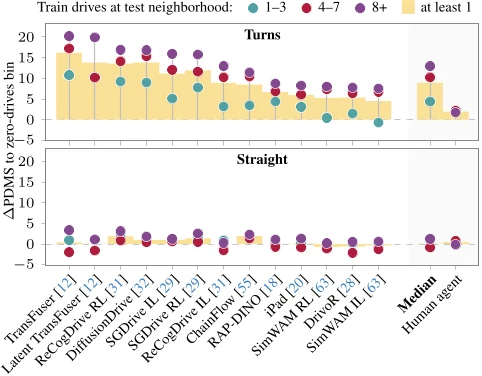 Train drives at test neighborhood: 1–3 4–7 8+ at least 1
Turns
20
15
10
5
0
−5
ΔPDMS to zero-drives bin
Straight
20
15
10
5
0
−5
TransFuser [12]
Latent TransFuser [12]
ReCogDrive RL [31]
DiffusionDrive [32]
SGDrive IL [29]
SGDrive RL [29]
ReCogDrive IL [31]
ChainFlow [55]
RAP-DINO [18]
iPad [20]
SimWAM RL [63]
DrivoR [28]
SimWAM IL [63]
Median
Human agent